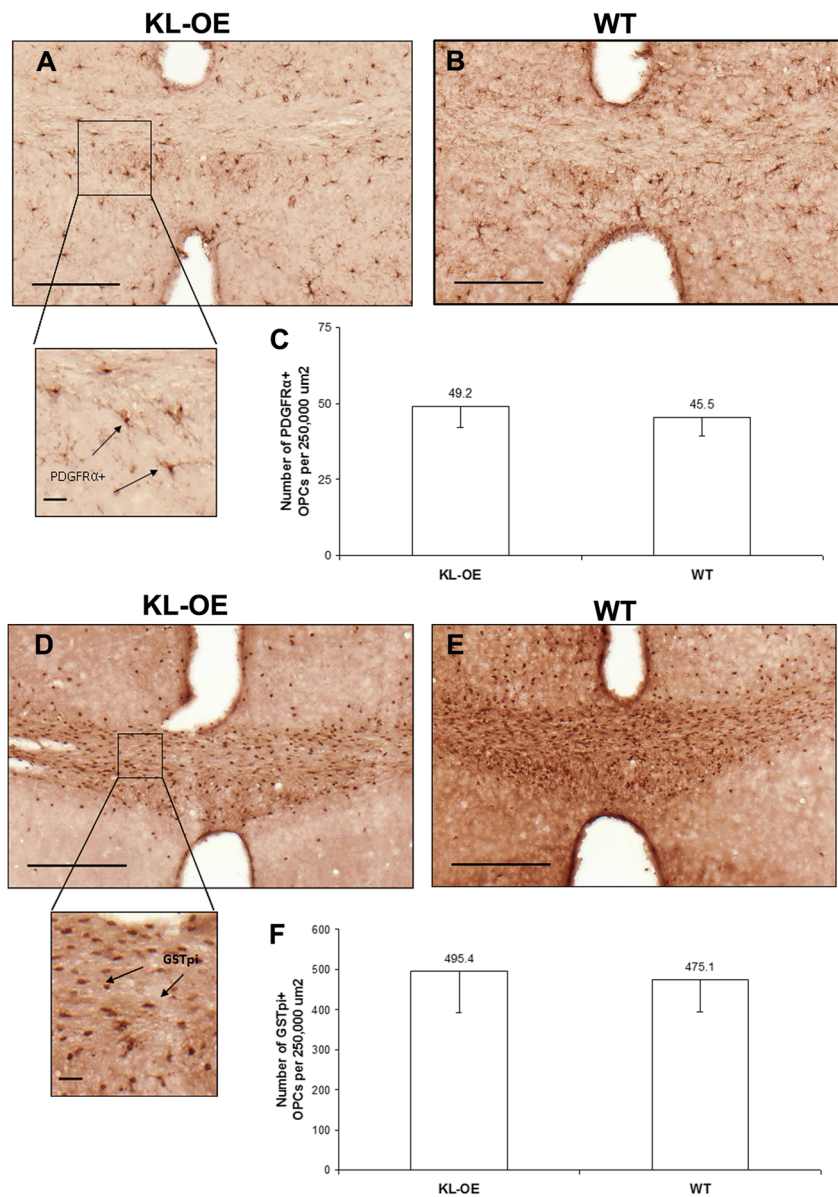 KL-OE
WT
A
B
PDGFRα+
C
Number of PDGFRα+
OPCs per 250,000 um2
75
50
25
0
49.2
45.5
KL-OE
WT
KL-OE
WT
D
E
GSTpi
F
Number of GSTpi+
OPCs per 250,000 um2
600
500
400
300
200
100
0
495.4
475.1
KL-OE
WT